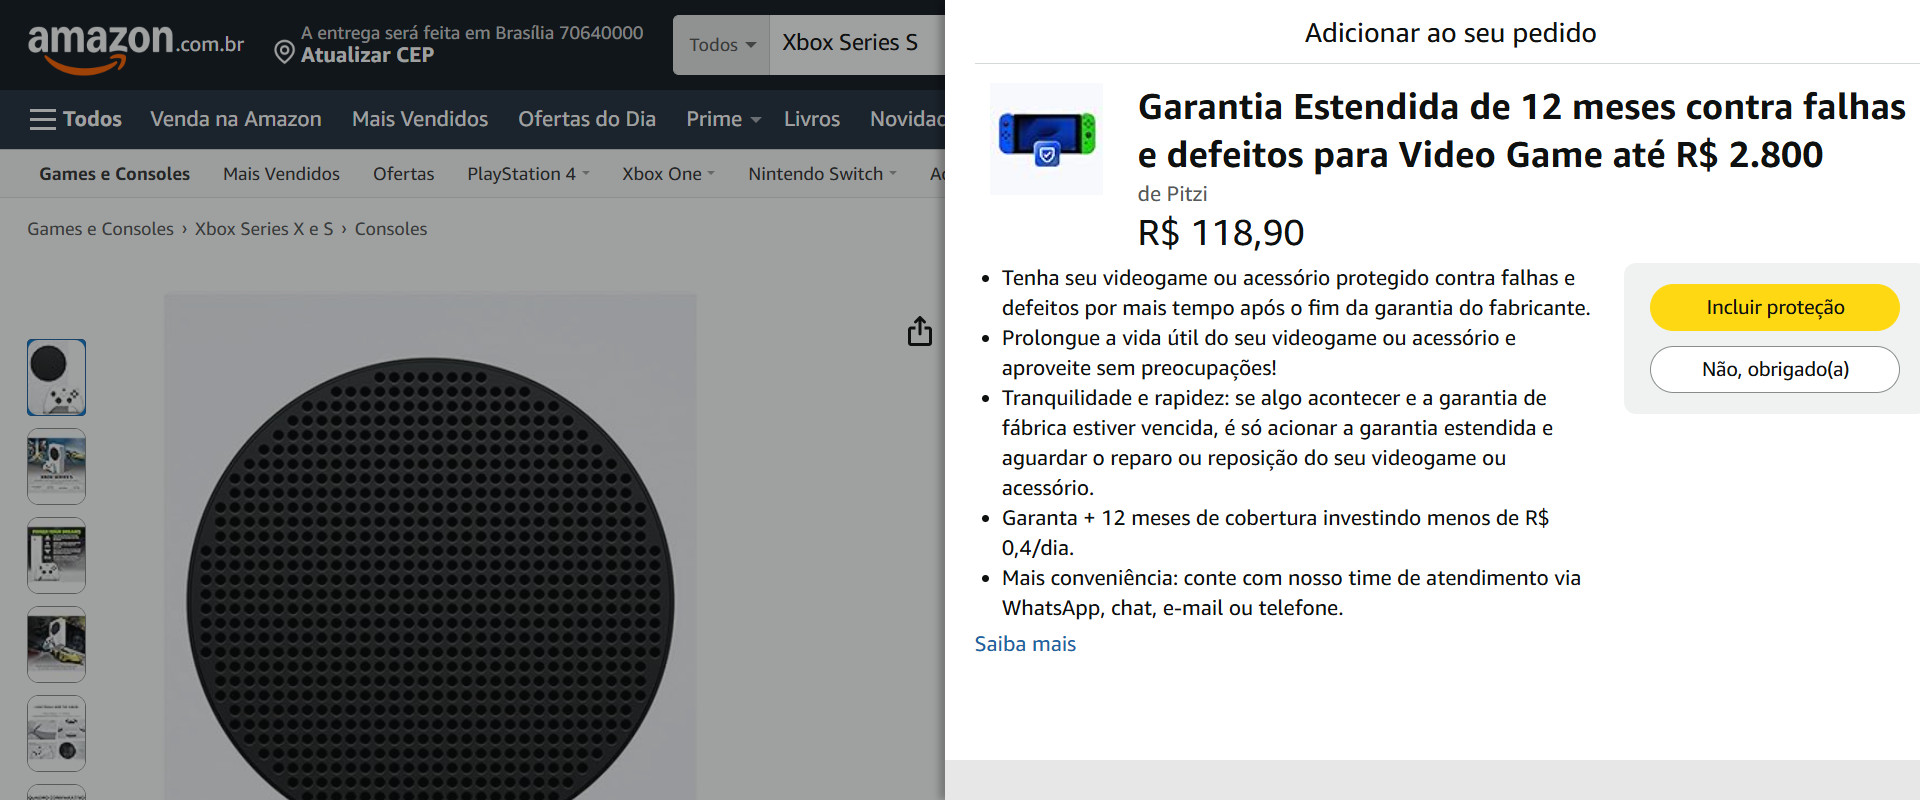 amazon.com.br
A entrega será feita em Brasília 70640000
Atualizar CEP
Todos
Xbox Series S
Todos
Venda na Amazon
Mais Vendidos
Ofertas do Dia
Prime
Livros
Novidad
Games e Consoles
Mais Vendidos
Ofertas
PlayStation 4
Xbox One
Nintendo Switch
Games e Consoles › Xbox Series X e S › Consoles
Adicionar ao seu pedido
Garantia Estendida de 12 meses contra falhas
e defeitos para Video Game até R$ 2.800
de Pitzi
R$ 118,90
• Tenha seu videogame ou acessório protegido contra falhas e
defeitos por mais tempo após o fim da garantia do fabricante.
• Prolongue a vida útil do seu videogame ou acessório e
aproveite sem preocupações!
• Tranquilidade e rapidez: se algo acontecer e a garantia de
fábrica estiver vencida, é só acionar a garantia estendida e
aguardar o reparo ou reposição do seu videogame ou
acessório.
• Garanta + 12 meses de cobertura investindo menos de R$
0,4/dia.
• Mais conveniência: conte com nosso time de atendimento via
WhatsApp, chat, e-mail ou telefone.
Saiba mais
Incluir proteção
Não, obrigado(a)